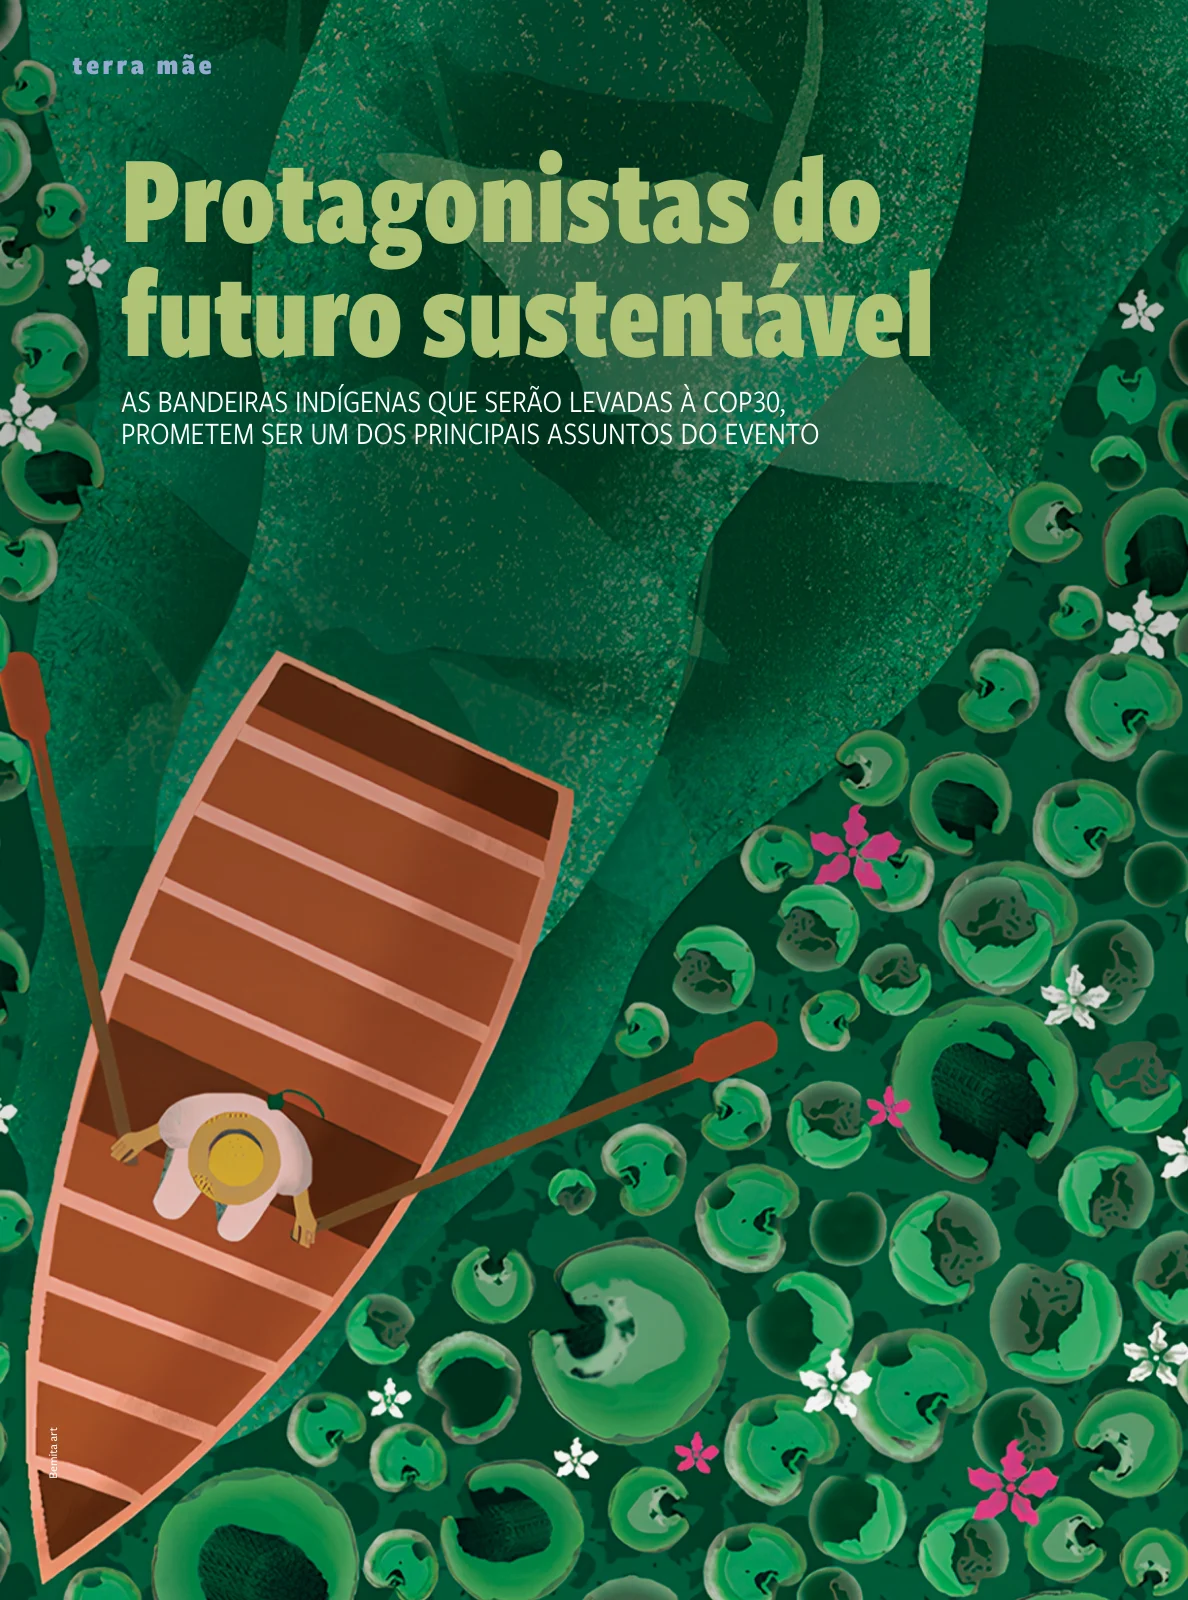 terra mãe
Protagonistas do
futuro sustentável
AS BANDEIRAS INDÍGENAS QUE SERÃO LEVADAS À COP30,
PROMETEM SER UM DOS PRINCIPAIS ASSUNTOS DO EVENTO
Bemita art